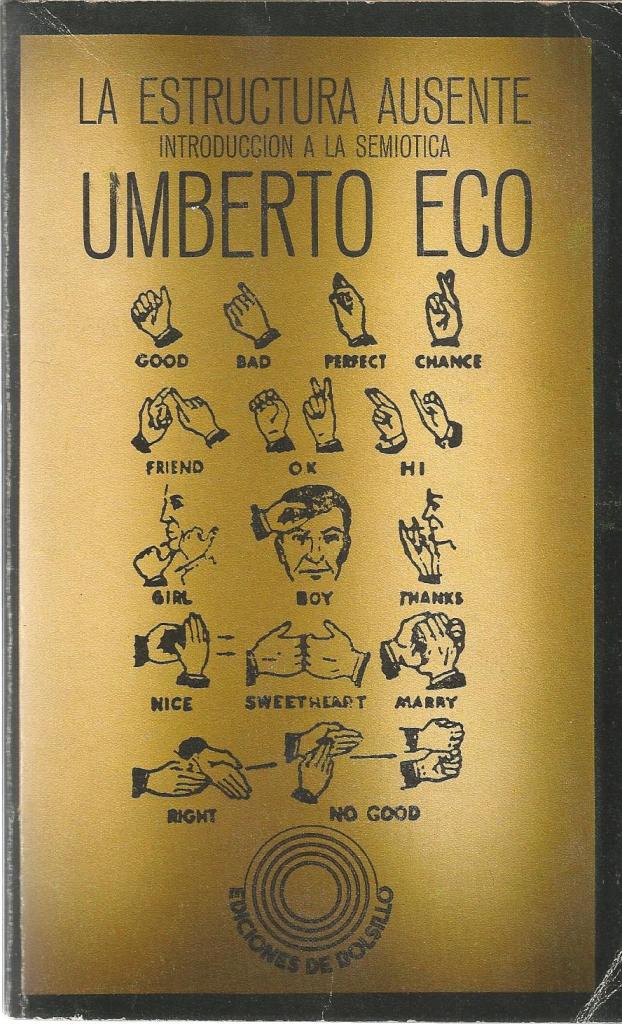 LA ESTRUCTURA AUSENTE
INTRODUCCION A LA SEMIOTICA
UMBERTO ECO
GOOD BAD PERFECT CHANCE
FRIEND OK HI
GIRL BOY THANKS
NICE SWEETHEART MARRY
RIGHT NO GOOD
EDICIONES DE BOLSILLO